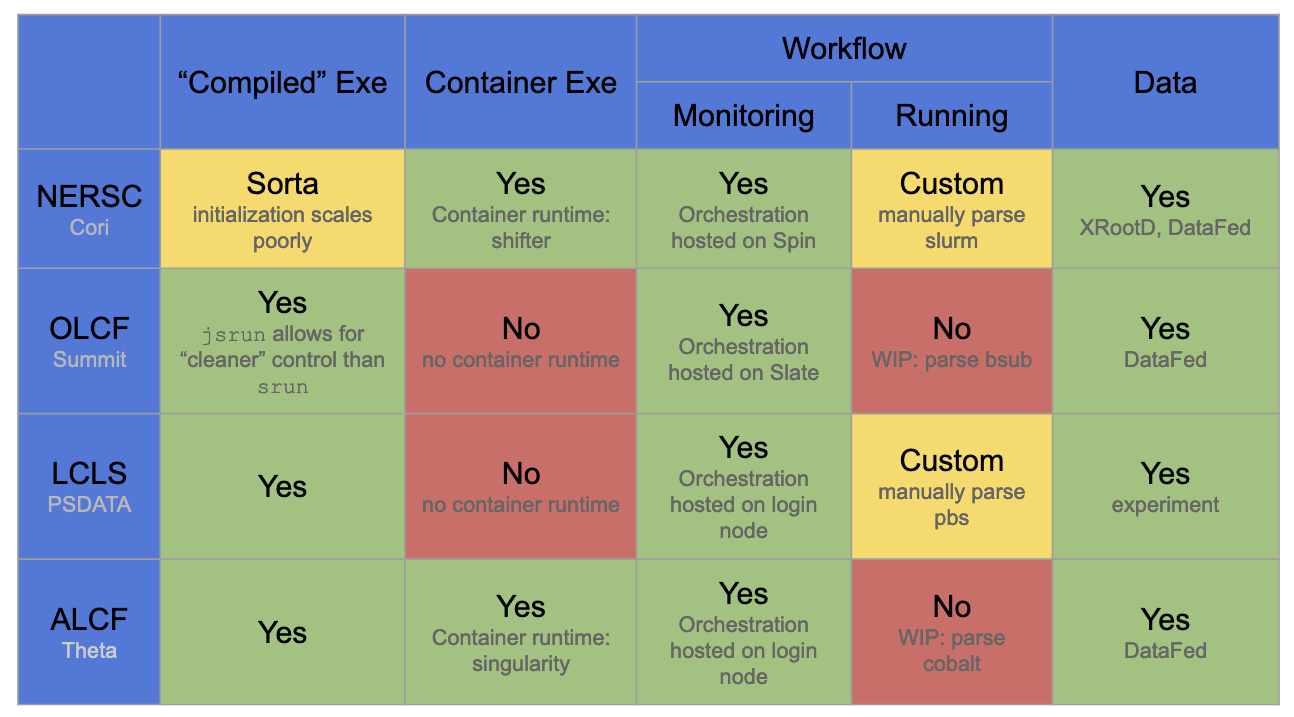 “Compiled” Exe
Container Exe
Workflow
Monitoring
Running
Data
NERSC
Cori
Sorta
initialization scales
poorly
Yes
Container runtime:
shifter
Yes
Orchestration
hosted on Spin
Custom
manually parse
slurm
Yes
XRootD, DataFed
OLCF
Summit
Yes
jsrun allows for
“cleaner” control than
srun
No
no container runtime
Yes
Orchestration
hosted on Slate
No
WIP: parse bsub
Yes
DataFed
LCLS
PSDATA
Yes
No
no container runtime
Yes
Orchestration
hosted on login
node
Custom
manually parse
pbs
Yes
experiment
ALCF
Theta
Yes
Yes
Container runtime:
singularity
Yes
Orchestration
hosted on login
node
No
WIP: parse
cobalt
Yes
DataFed